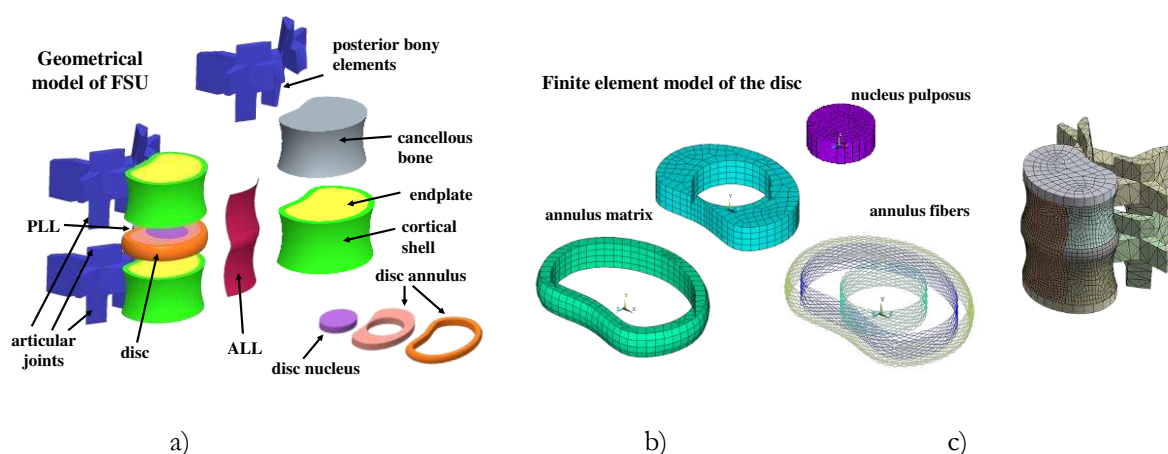 Geometrical
model of FSU
posterior bony
elements
cancellous
bone
endplate
cortical
shell
PLL
disc annulus
articular
joints
disc
ALL
disc nucleus
a)
Finite element model of the disc
nucleus pulposus
annulus matrix
annulus fibers
b)
c)